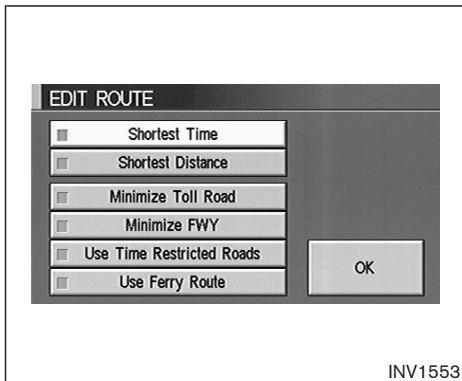 EDIT ROUTE
Shortest Time
Shortest Distance
Minimize Toll Road
Minimize FWY
Use Time Restricted Roads
Use Ferry Route
OK
INV1553